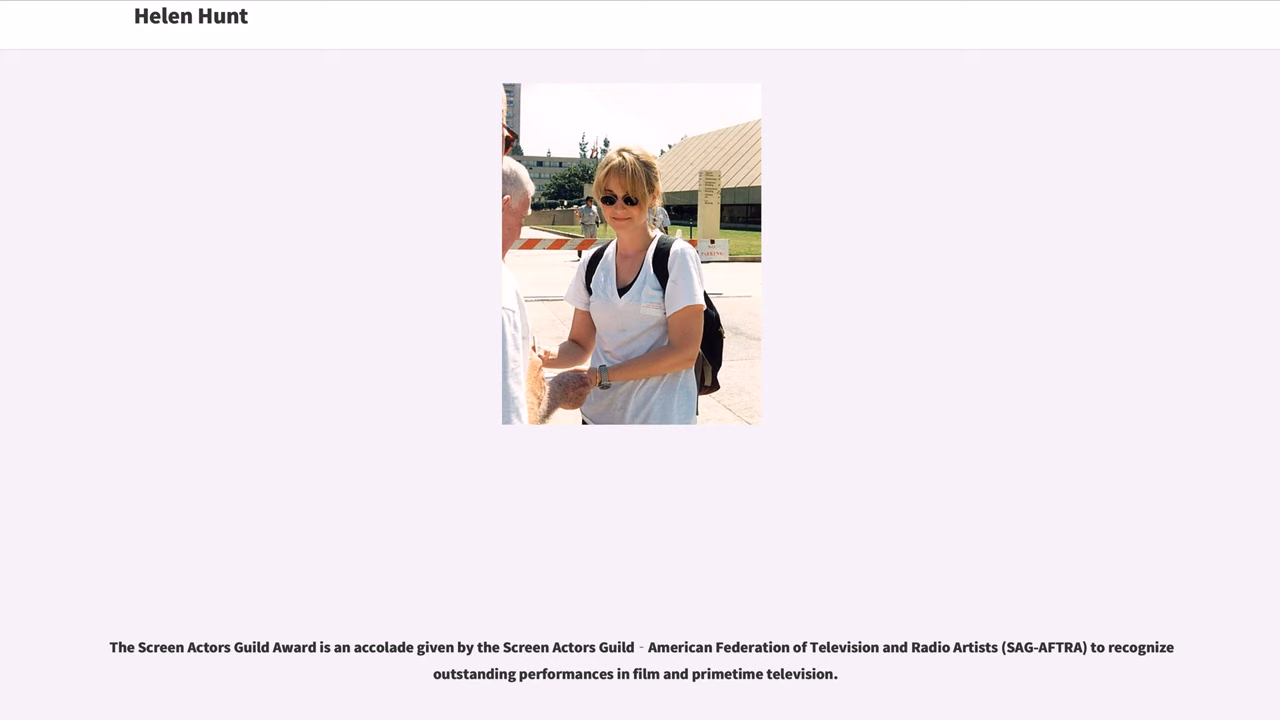 Helen Hunt
The Screen Actors Guild Award is an accolade given by the Screen Actors Guild - American Federation of Television and Radio Artists (SAG-AFTRA) to recognize
outstanding performances in film and primetime television.